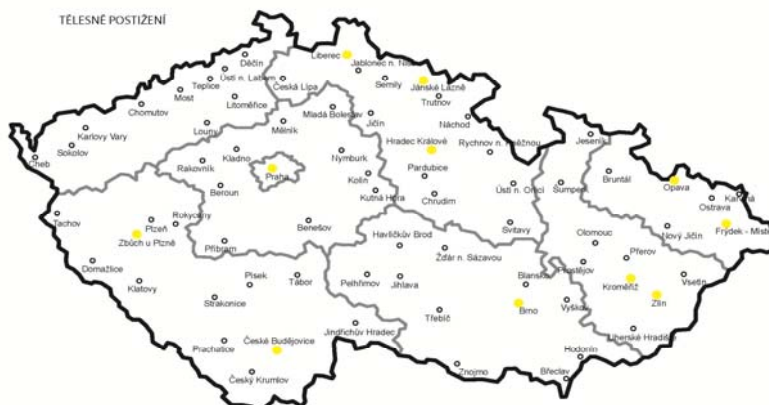 TĚLESNĚ POSTIŽENÍ
Děčín
Liberec
Jablonec n. Nisou
Ústí n. Labem
Teplice
Česká Lípa
Semily
Jánské Lázně
Most
Litoměřice
Trutnov
Chomutov
Mladá Boleslav
Jičín
Náchod
Louny
Mělník
Karlovy Vary
Sokolov
Cheb
Kladno
Hradec Králové
Rychnov n. Kněžnou
Jeseník
Rakovník
Praha
Nymburk
Pardubice
Bruntál
Beroun
Kolín
Opava
Karviná
Kutná Hora
Chrudim
Ústí n. Orlicí
Šumperk
Ostrava
Tachov
Plzeň
Rokycany
Benešov
Svitavy
Frýdek - Místek
Zbůch u Plzně
Příbram
Havlíčkův Brod
Olomouc
Nový Jičín
Žďár n. Sázavou
Přerov
Domažlice
Písek
Tábor
Pelhřimov
Jihlava
Blansko
Prostějov
Vsetín
Klatovy
Strakonice
Kroměříž
Zlín
Třebíč
Brno
Vyškov
Jindřichův Hradec
Prachatice
České Budějovice
Uherské Hradiště
Český Krumlov
Znojmo
Hodonín
Břeclav